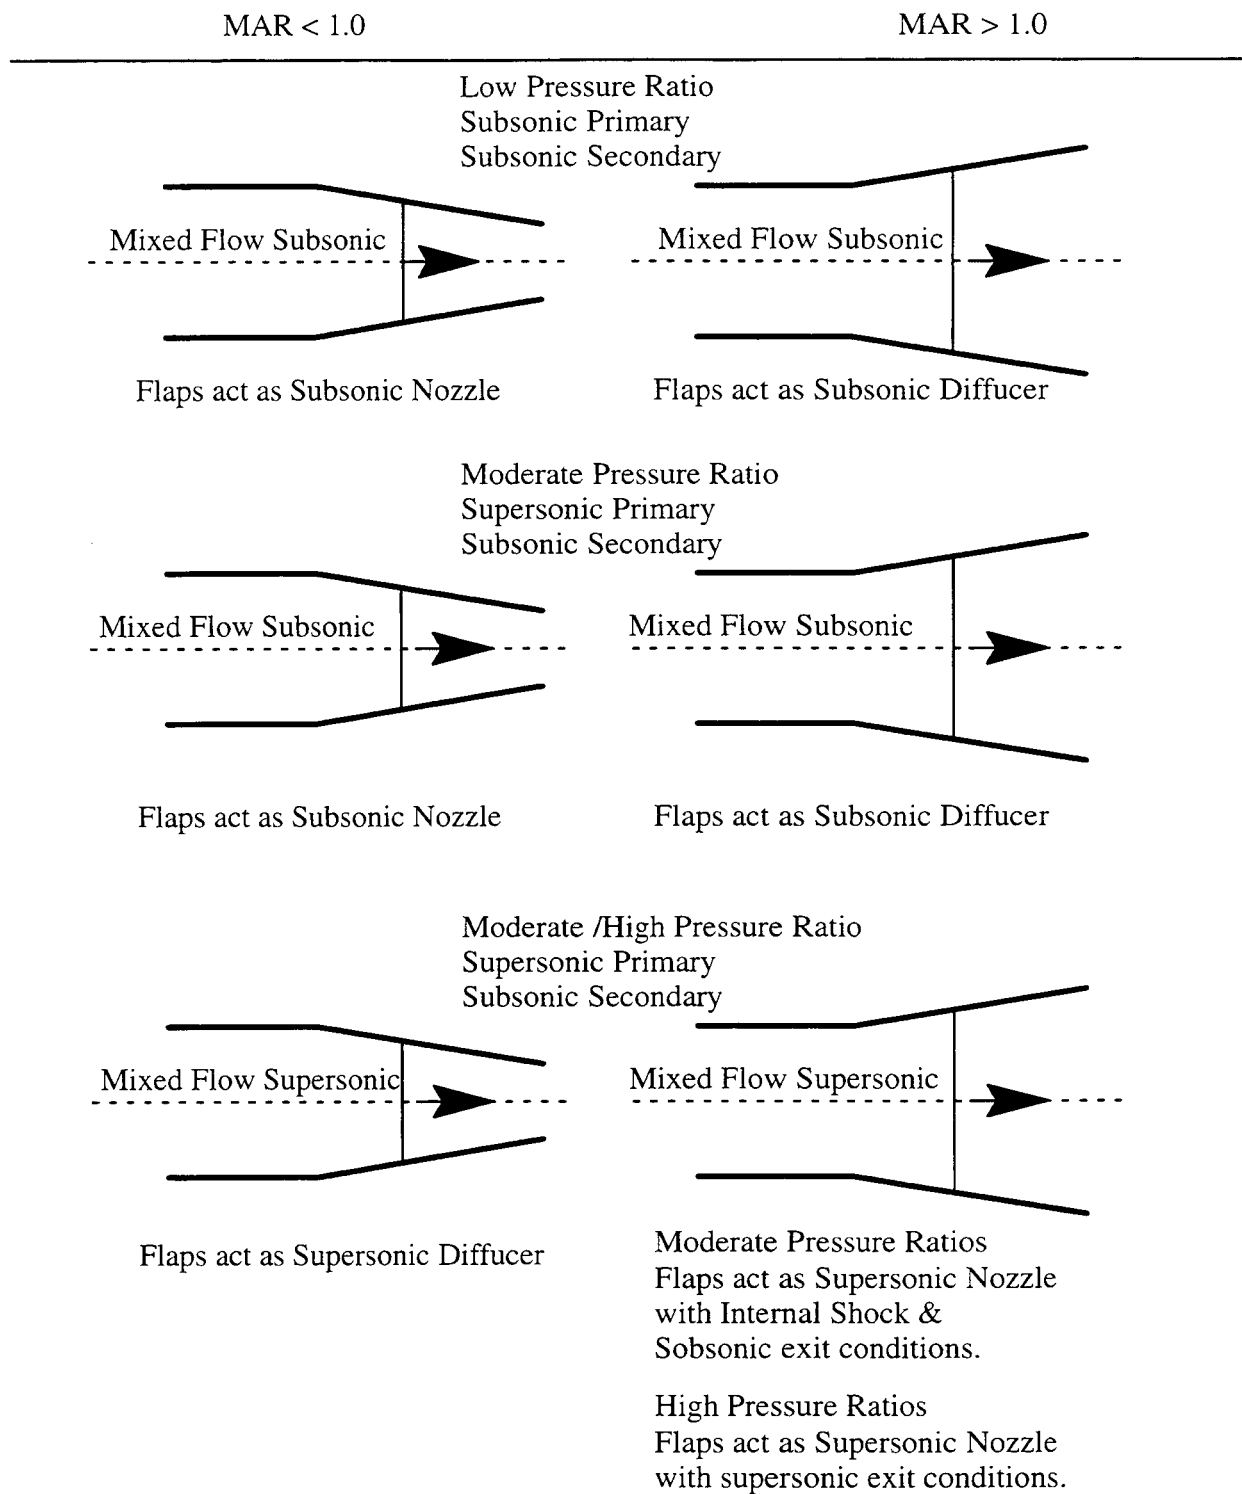 MAR < 1.0
MAR > 1.0
Low Pressure Ratio
Subsonic Primary
Subsonic Secondary
Mixed Flow Subsonic
Mixed Flow Subsonic
Flaps act as Subsonic Nozzle
Flaps act as Subsonic Diffucer
Moderate Pressure Ratio
Supersonic Primary
Subsonic Secondary
Mixed Flow Subsonic
Mixed Flow Subsonic
Flaps act as Subsonic Nozzle
Flaps act as Subsonic Diffucer
Moderate /High Pressure Ratio
Supersonic Primary
Subsonic Secondary
Mixed Flow Supersonic
Mixed Flow Supersonic
Flaps act as Supersonic Diffucer
Moderate Pressure Ratios
Flaps act as Supersonic Nozzle
with Internal Shock &
Sobsonic exit conditions.
High Pressure Ratios
Flaps act as Supersonic Nozzle
with supersonic exit conditions.